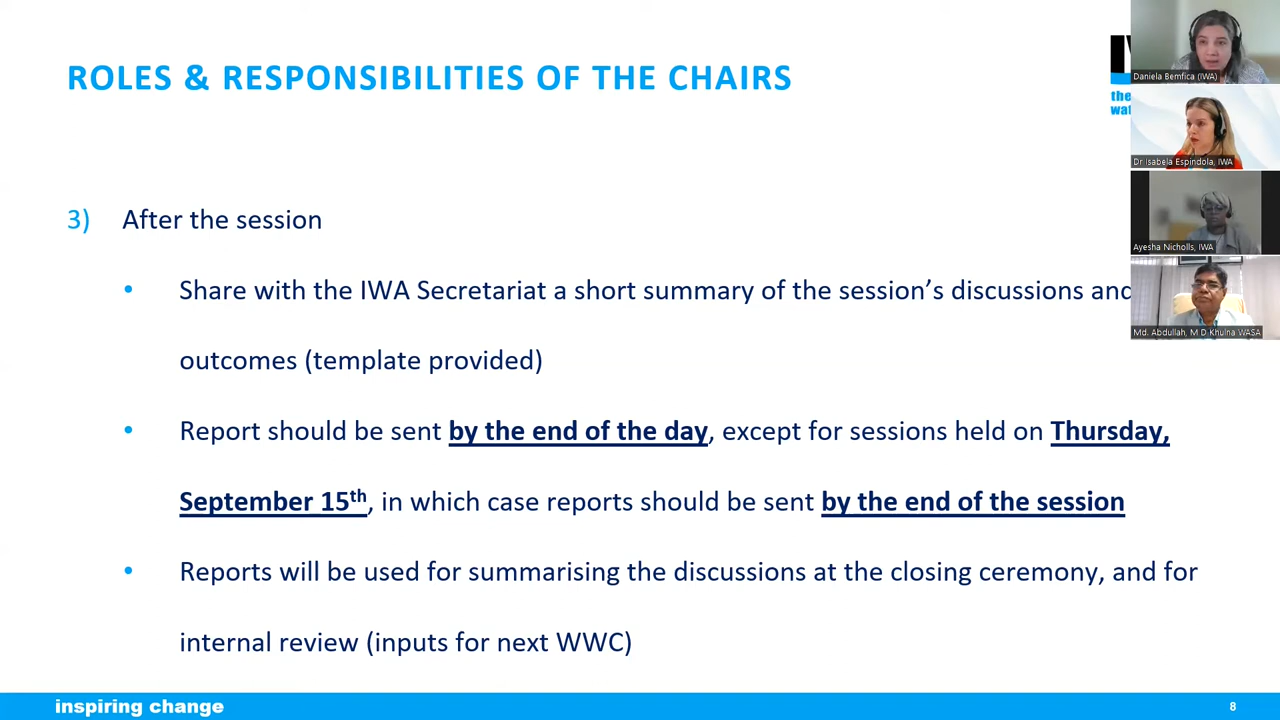 ROLES & RESPONSIBILITIES OF THE CHAIRS
the
wat
Daniela Bemfica (IWA)
Dr Isabela Espindola, IWA
Ayesha Nicholls, IWA
Md. Abdullah, M D Khulna WASA
3) After the session
• Share with the IWA Secretariat a short summary of the session’s discussions and
outcomes (template provided)
• Report should be sent by the end of the day, except for sessions held on Thursday,
September 15th, in which case reports should be sent by the end of the session
• Reports will be used for summarising the discussions at the closing ceremony, and for
internal review (inputs for next WWC)
inspiring change
8